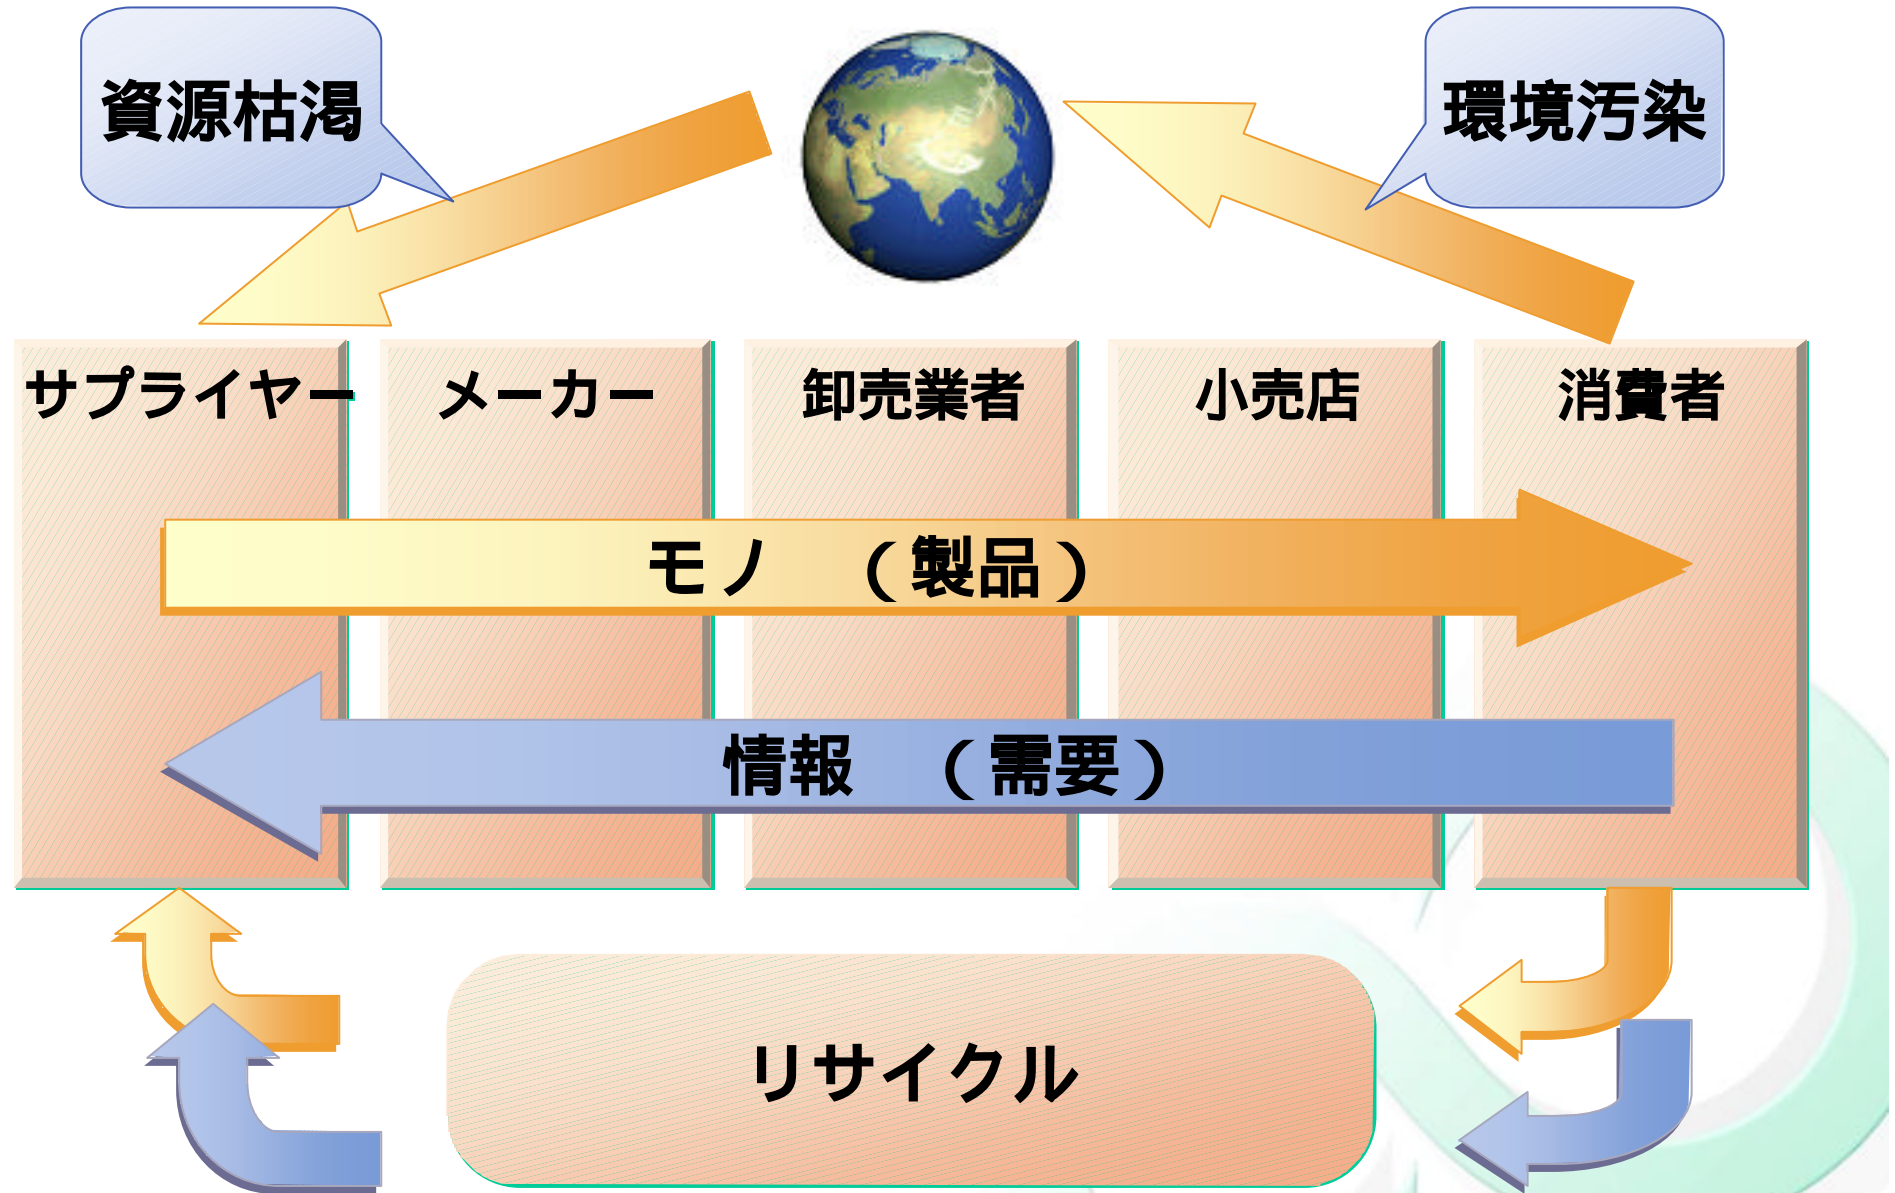 資源枯渇
環境汚染
サプライヤー
メーカー
卸売業者
小売店
消費者
モノ　（製品）
情報　（需要）
リサイクル